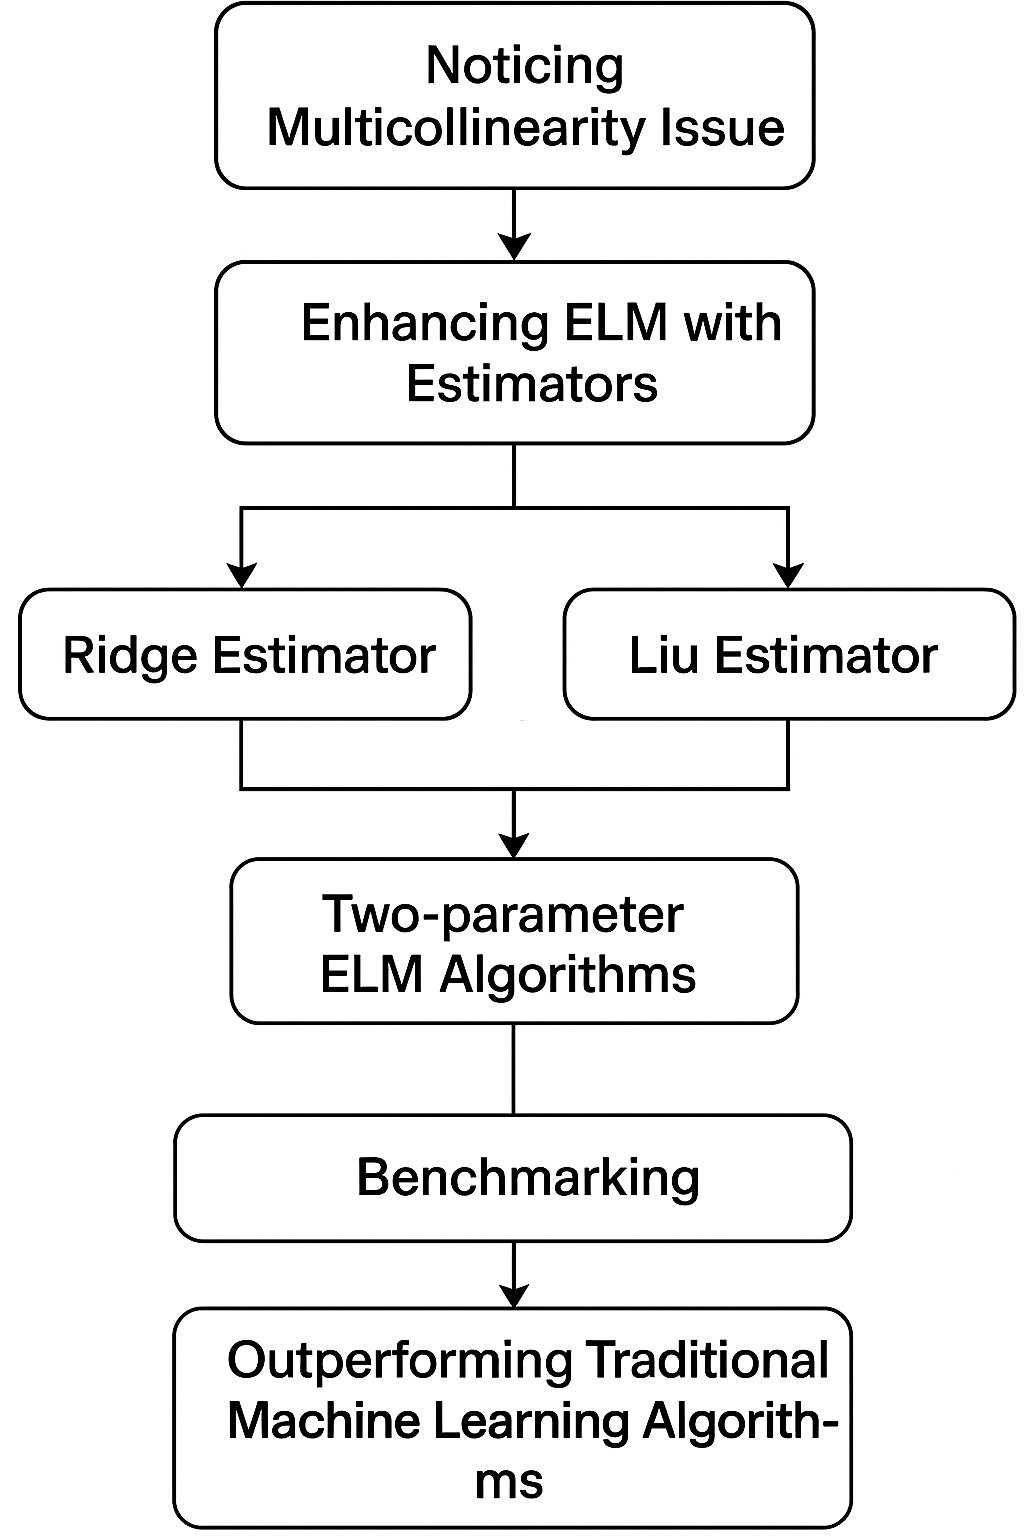 Noticing
Multicollinearity Issue
Enhancing ELM with
Estimators
Ridge Estimator
Liu Estimator
Two-parameter
ELM Algorithms
Benchmarking
Outperforming Traditional
Machine Learning Algorith-
ms